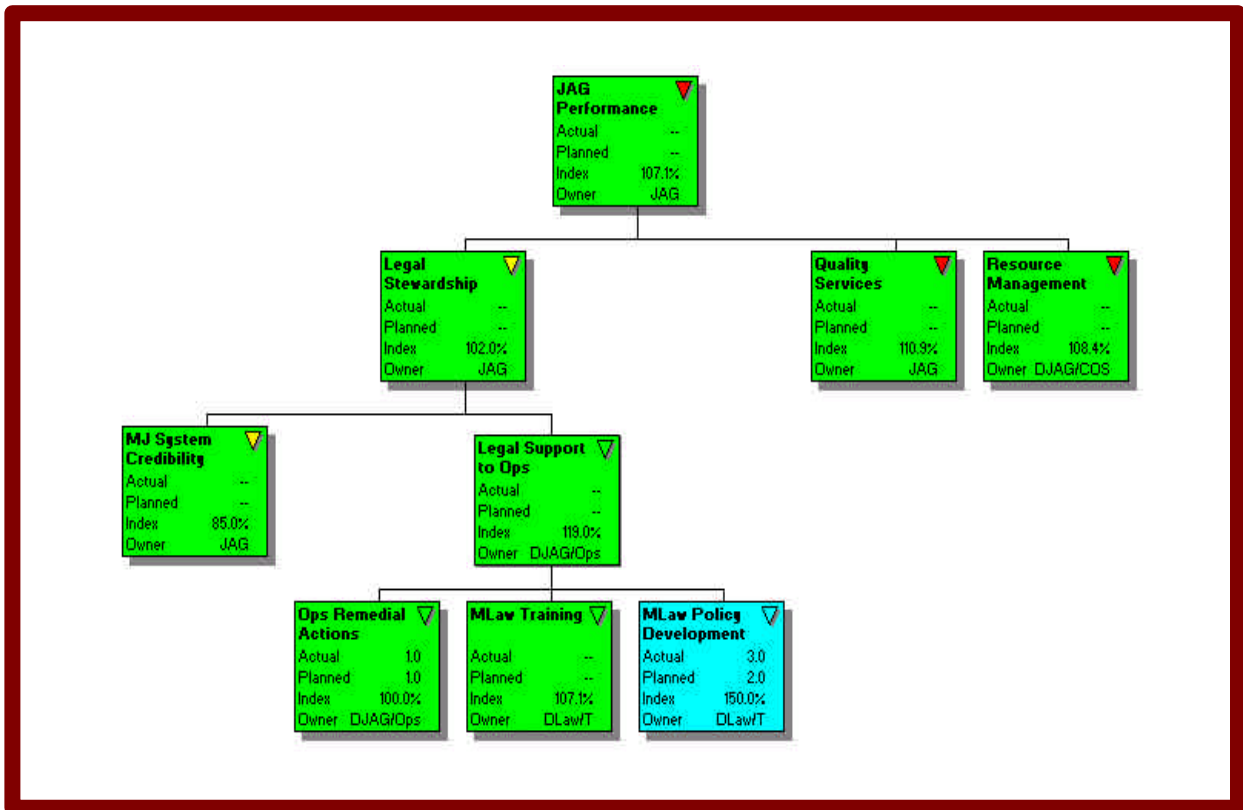 JAG
Performance
Actual --
Planned --
Index 107.1%
Owner JAG
Legal
Stewardship
Actual --
Planned --
Index 102.0%
Owner JAG
Quality
Services
Actual --
Planned --
Index 110.9%
Owner JAG
Resource
Management
Actual --
Planned --
Index 108.4%
Owner DJAG/COS
MJ System
Credibility
Actual --
Planned --
Index 85.0%
Owner JAG
Legal Support
to Ops
Actual --
Planned --
Index 119.0%
Owner DJAG/Ops
Ops Remedial
Actions
Actual 1.0
Planned 1.0
Index 100.0%
Owner DJAG/Ops
MLaw Training
Actual --
Planned --
Index 107.1%
Owner DLaw/T
MLaw Policy
Development
Actual 3.0
Planned 2.0
Index 150.0%
Owner DLaw/T